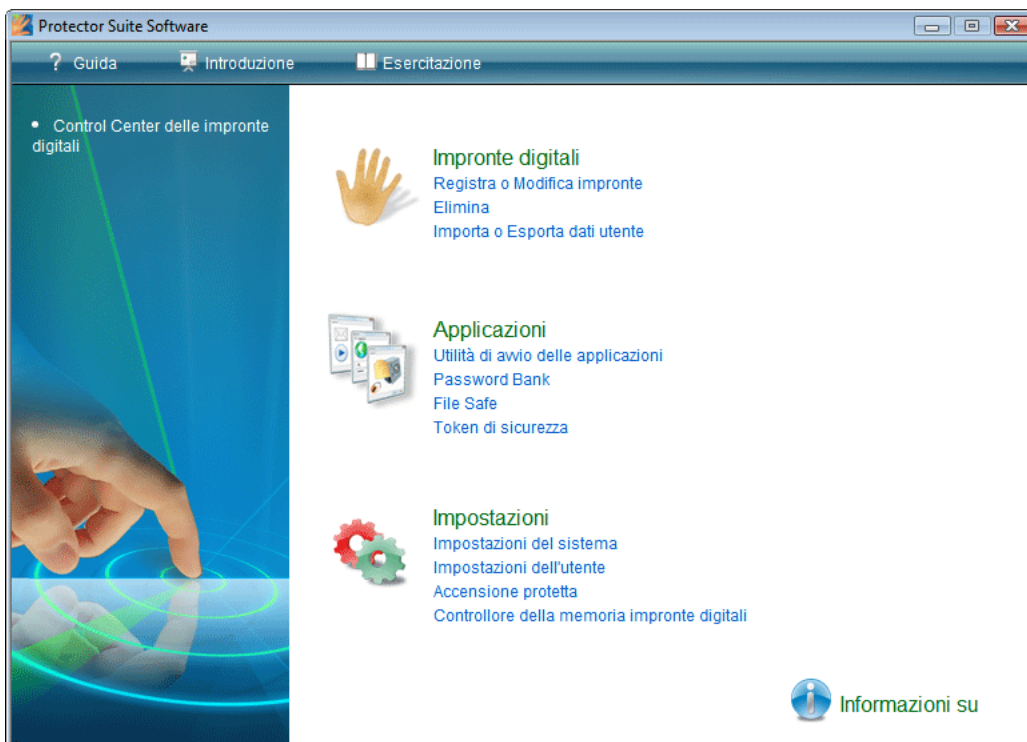 Protector Suite Software
? Guida Introduzione Esercitazione
• Control Center delle impronte
digitali
Impronte digitali
Registra o Modifica impronte
Elimina
Importa o Esporta dati utente
Applicazioni
Utilità di avvio delle applicazioni
Password Bank
File Safe
Token di sicurezza
Impostazioni
Impostazioni del sistema
Impostazioni dell'utente
Accensione protetta
Controllore della memoria impronte digitali
Informazioni su